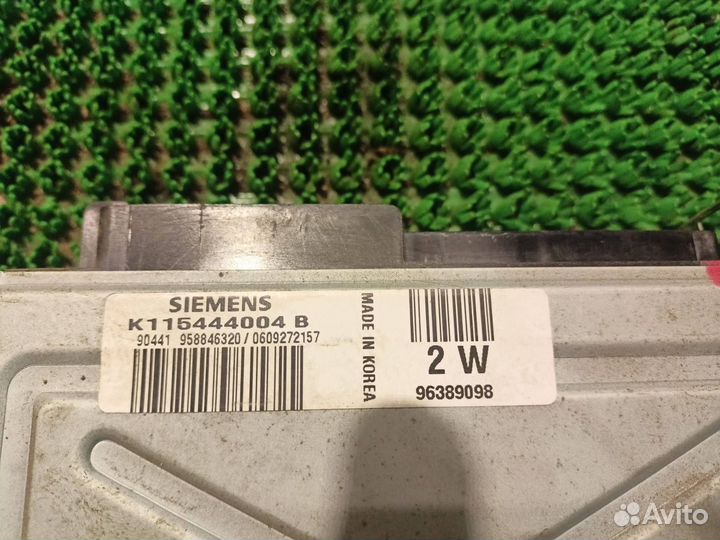 SIEMENS
K115444004 B
90441 958846320/0609272157
MADE IN KOREA
2 W
96389098
Avito